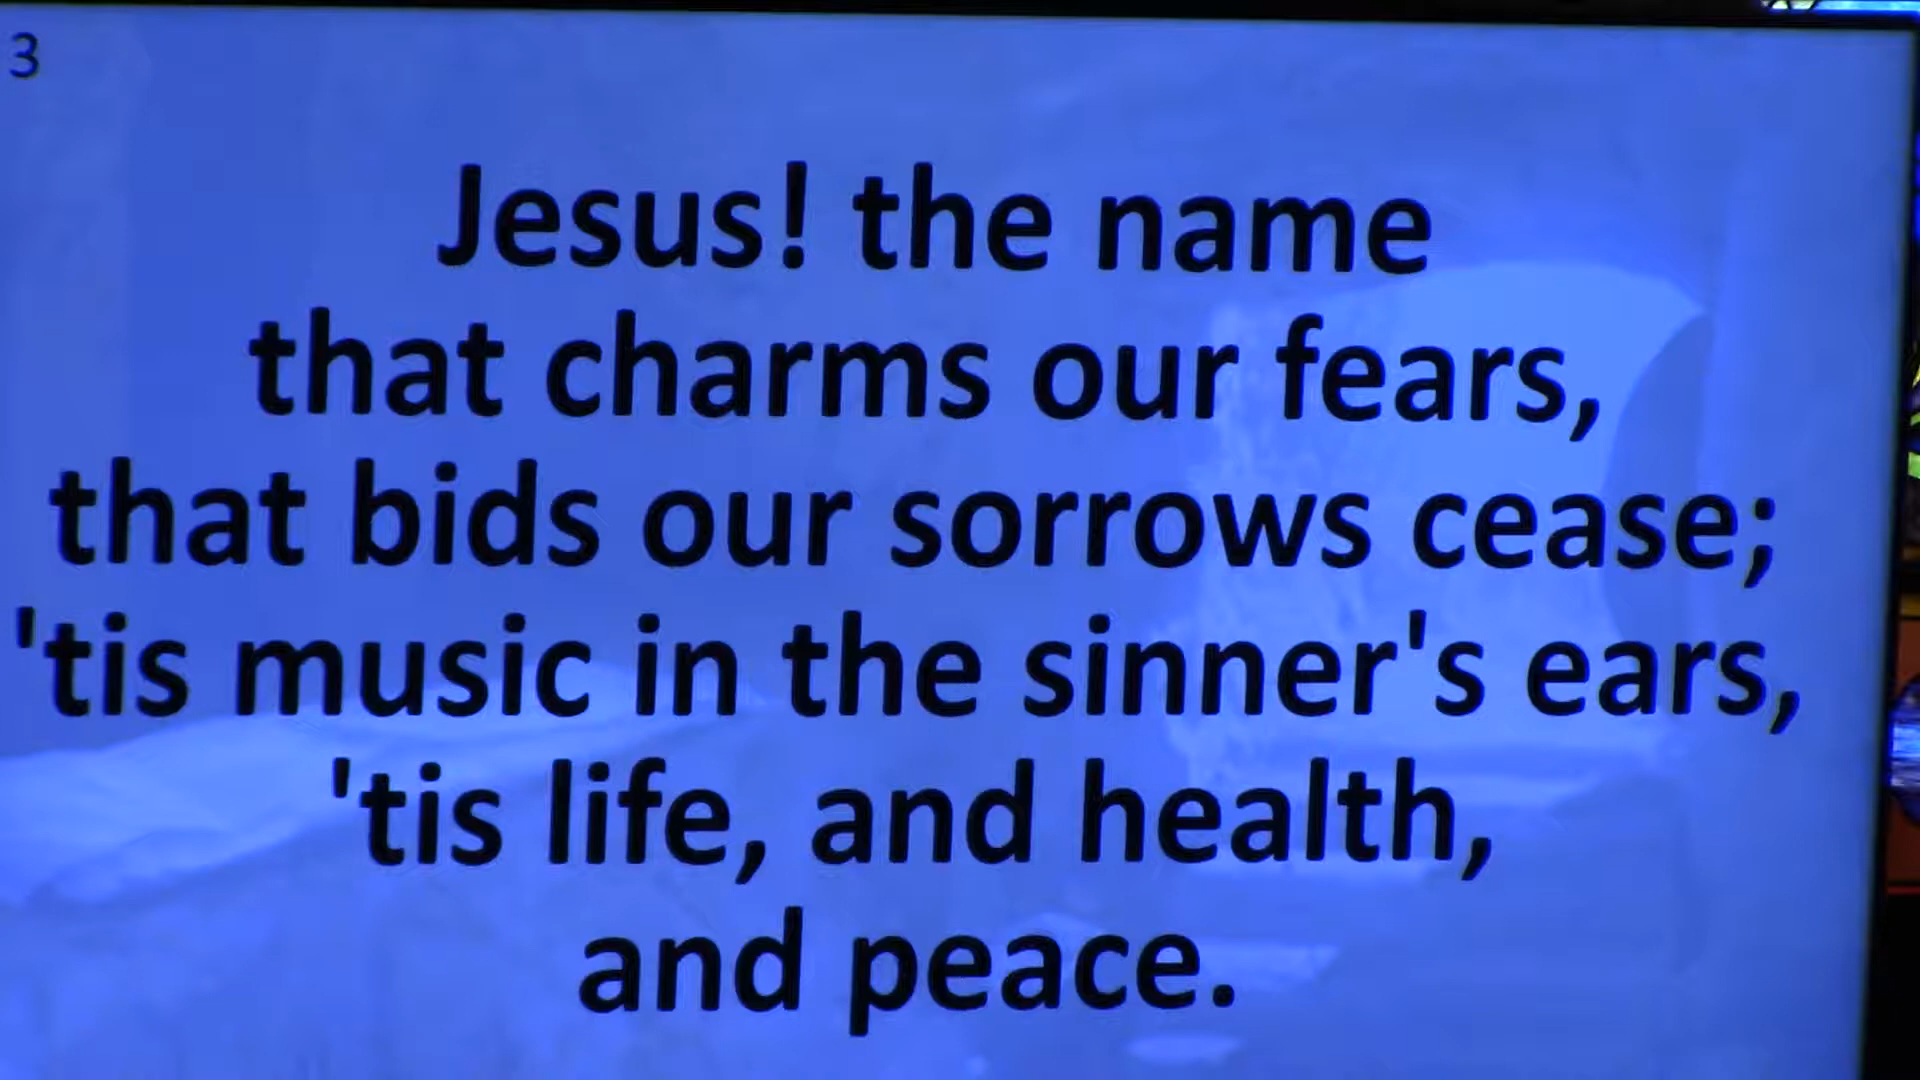 3
Jesus! the name
that charms our fears,
that bids our sorrows cease;
'tis music in the sinner's ears,
'tis life, and health,
and peace.